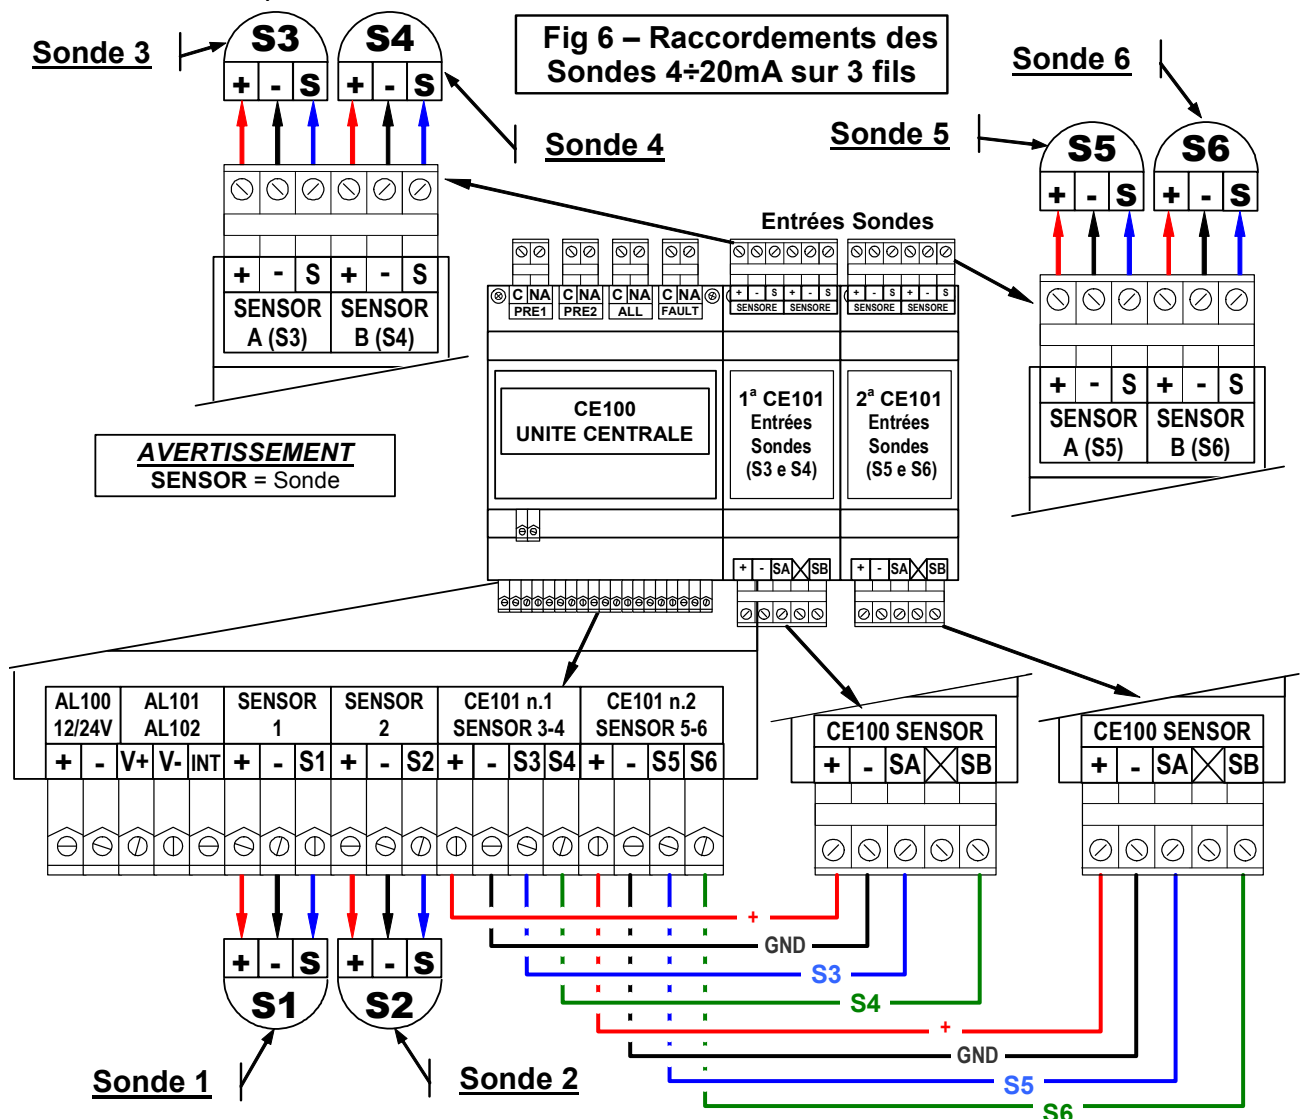 S3 S4
Sonde 3
+ - S + - S
Fig 6 – Raccordements des
Sondes 4÷20mA sur 3 fils
Sonde 4
Sonde 6
Sonde 5
S5 S6
+ - S + - S
Entrées Sondes
+ - S + - S
SENSOR SENSOR
A (S3) B (S4)
C NA C NA C NA C NA
PRE1 PRE2 ALL FAULT
+ - S + - S
SENSORE SENSORE
+ - S + - S
SENSORE SENSORE
+ - S + - S
SENSOR SENSOR
A (S5) B (S6)
AVERTISSEMENT
SENSOR = Sonde
CE100
UNITE CENTRALE
1ª CE101
Entrées
Sondes
(S3 e S4)
2ª CE101
Entrées
Sondes
(S5 e S6)
+ - SA SB
+ - SA SB
AL100 AL101 SENSOR SENSOR CE101 n.1 CE101 n.2
12/24V AL102 1 2 SENSOR 3-4 SENSOR 5-6
+ - V+ V- INT + - S1 + - S2 + - S3 S4 + - S5 S6
CE100 SENSOR
+ - SA SB
CE100 SENSOR
+ - SA SB
+
GND
S3
S4
+
GND
S5
S6
+ - S + - S
S1 S2
Sonde 1
Sonde 2